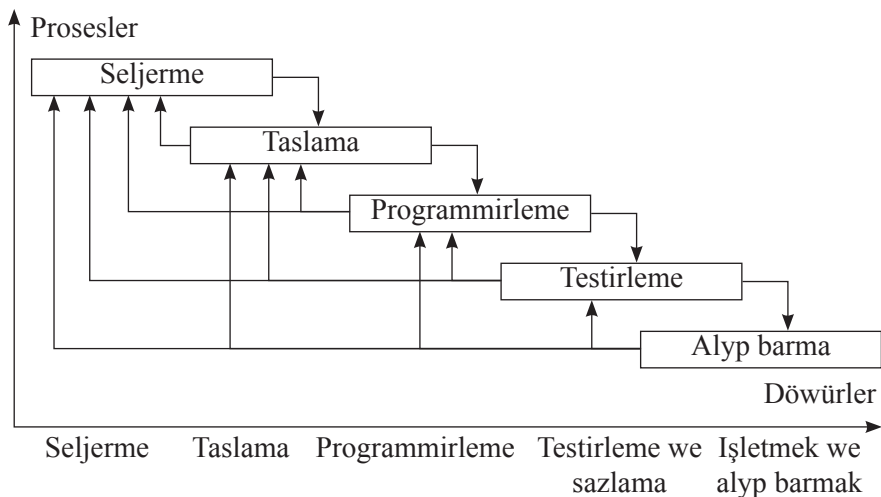 Prosesler
Seljerme
Taslama
Programmirleme
Testirleme
Alyp barma
Döwürler
Seljerme
Taslama
Programmirleme
Testirleme we
sazlama
Işletmek we
alyp barmak